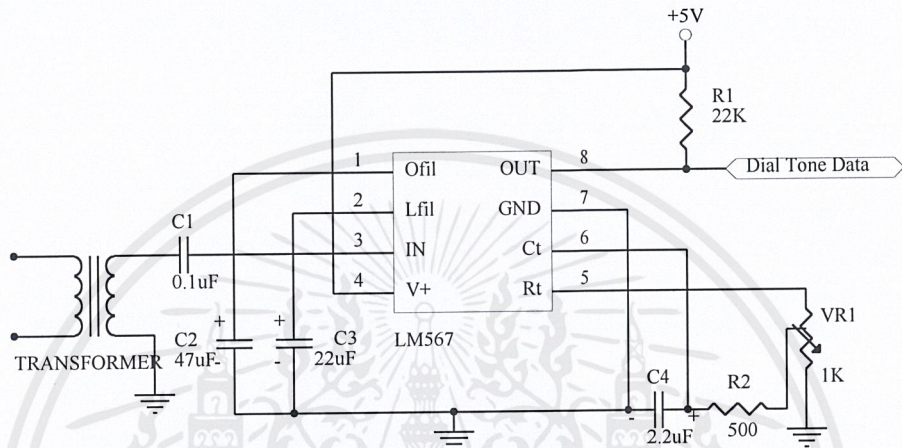 +5V
R1
22K
1
Ofil
OUT
8
Dial Tone Data
2
Lfil
GND
7
C1
3
IN
Ct
6
0.1uF
4
V+
Rt
5
LM567
VR1
1K
TRANSFORMER
+
C2
47uF
-
+
C3
22uF
-
C4
-
+
2.2uF
R2
500